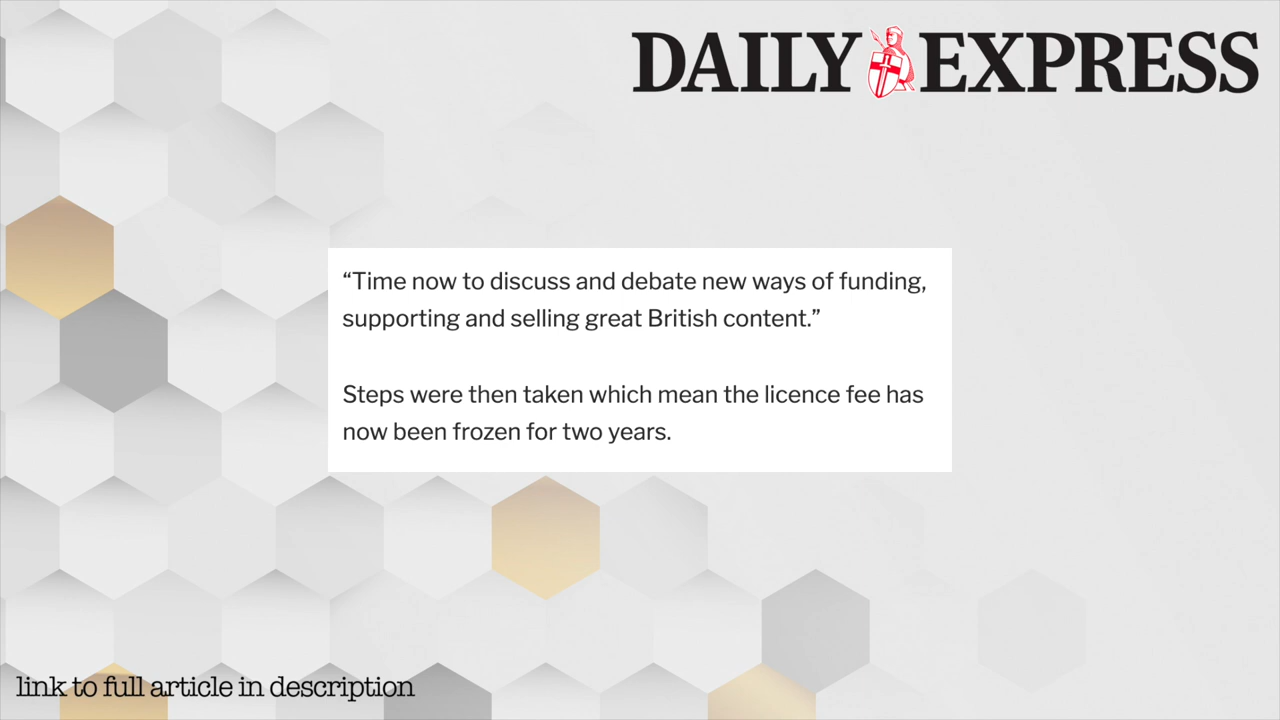 DAILY EXPRESS
“Time now to discuss and debate new ways of funding,
supporting and selling great British content.”
Steps were then taken which mean the licence fee has
now been frozen for two years.
link to full article in description